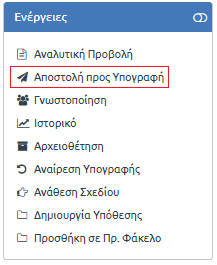 Ενέργειες
Αναλυτική Προβολή
Αποστολή προς Υπογραφή
Γνωστοποίηση
Ιστορικό
Αρχειοθέτηση
Αναίρεση Υπογραφής
Ανάθεση Σχεδίου
Δημιουργία Υπόθεσης
Προσθήκη σε Πρ. Φάκελο